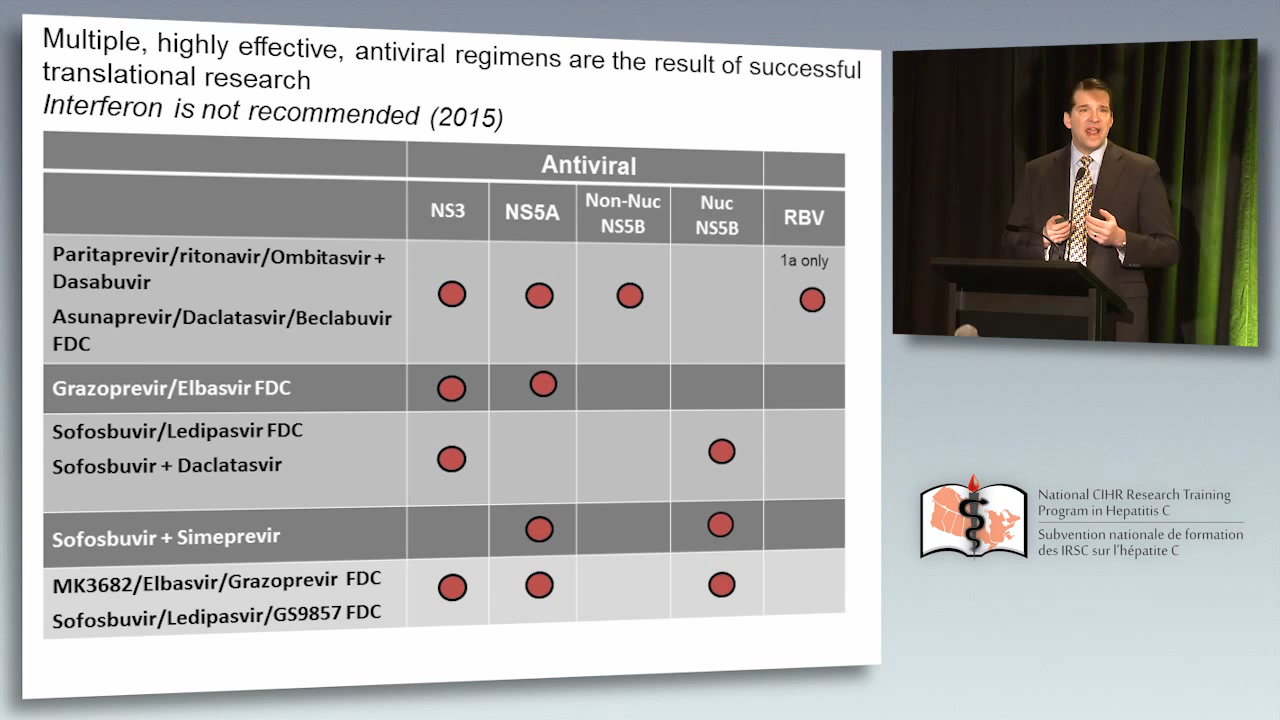 Multiple, highly effective, antiviral regimens are the result of successful
translational research
Interferon is not recommended (2015)
Antiviral
NS3
NS5A
Non-Nuc
NS5B
Nuc
NS5B
RBV
Paritaprevir/ritonavir/Ombitasvir +
Dasabuvir
Asunaprevir/Daclatasvir/Beclabuvir
FDC
1a only
Grazoprevir/Elbasvir FDC
Sofosbuvir/Ledipasvir FDC
Sofosbuvir + Daclatasvir
Sofosbuvir + Simeprevir
MK3682/Elbasvir/Grazoprevir FDC
Sofosbuvir/Ledipasvir/GS9857 FDC
National CIHR Research Training
Program in Hepatitis C
Subvention nationale de formation
des IRSC sur l'hépatite C